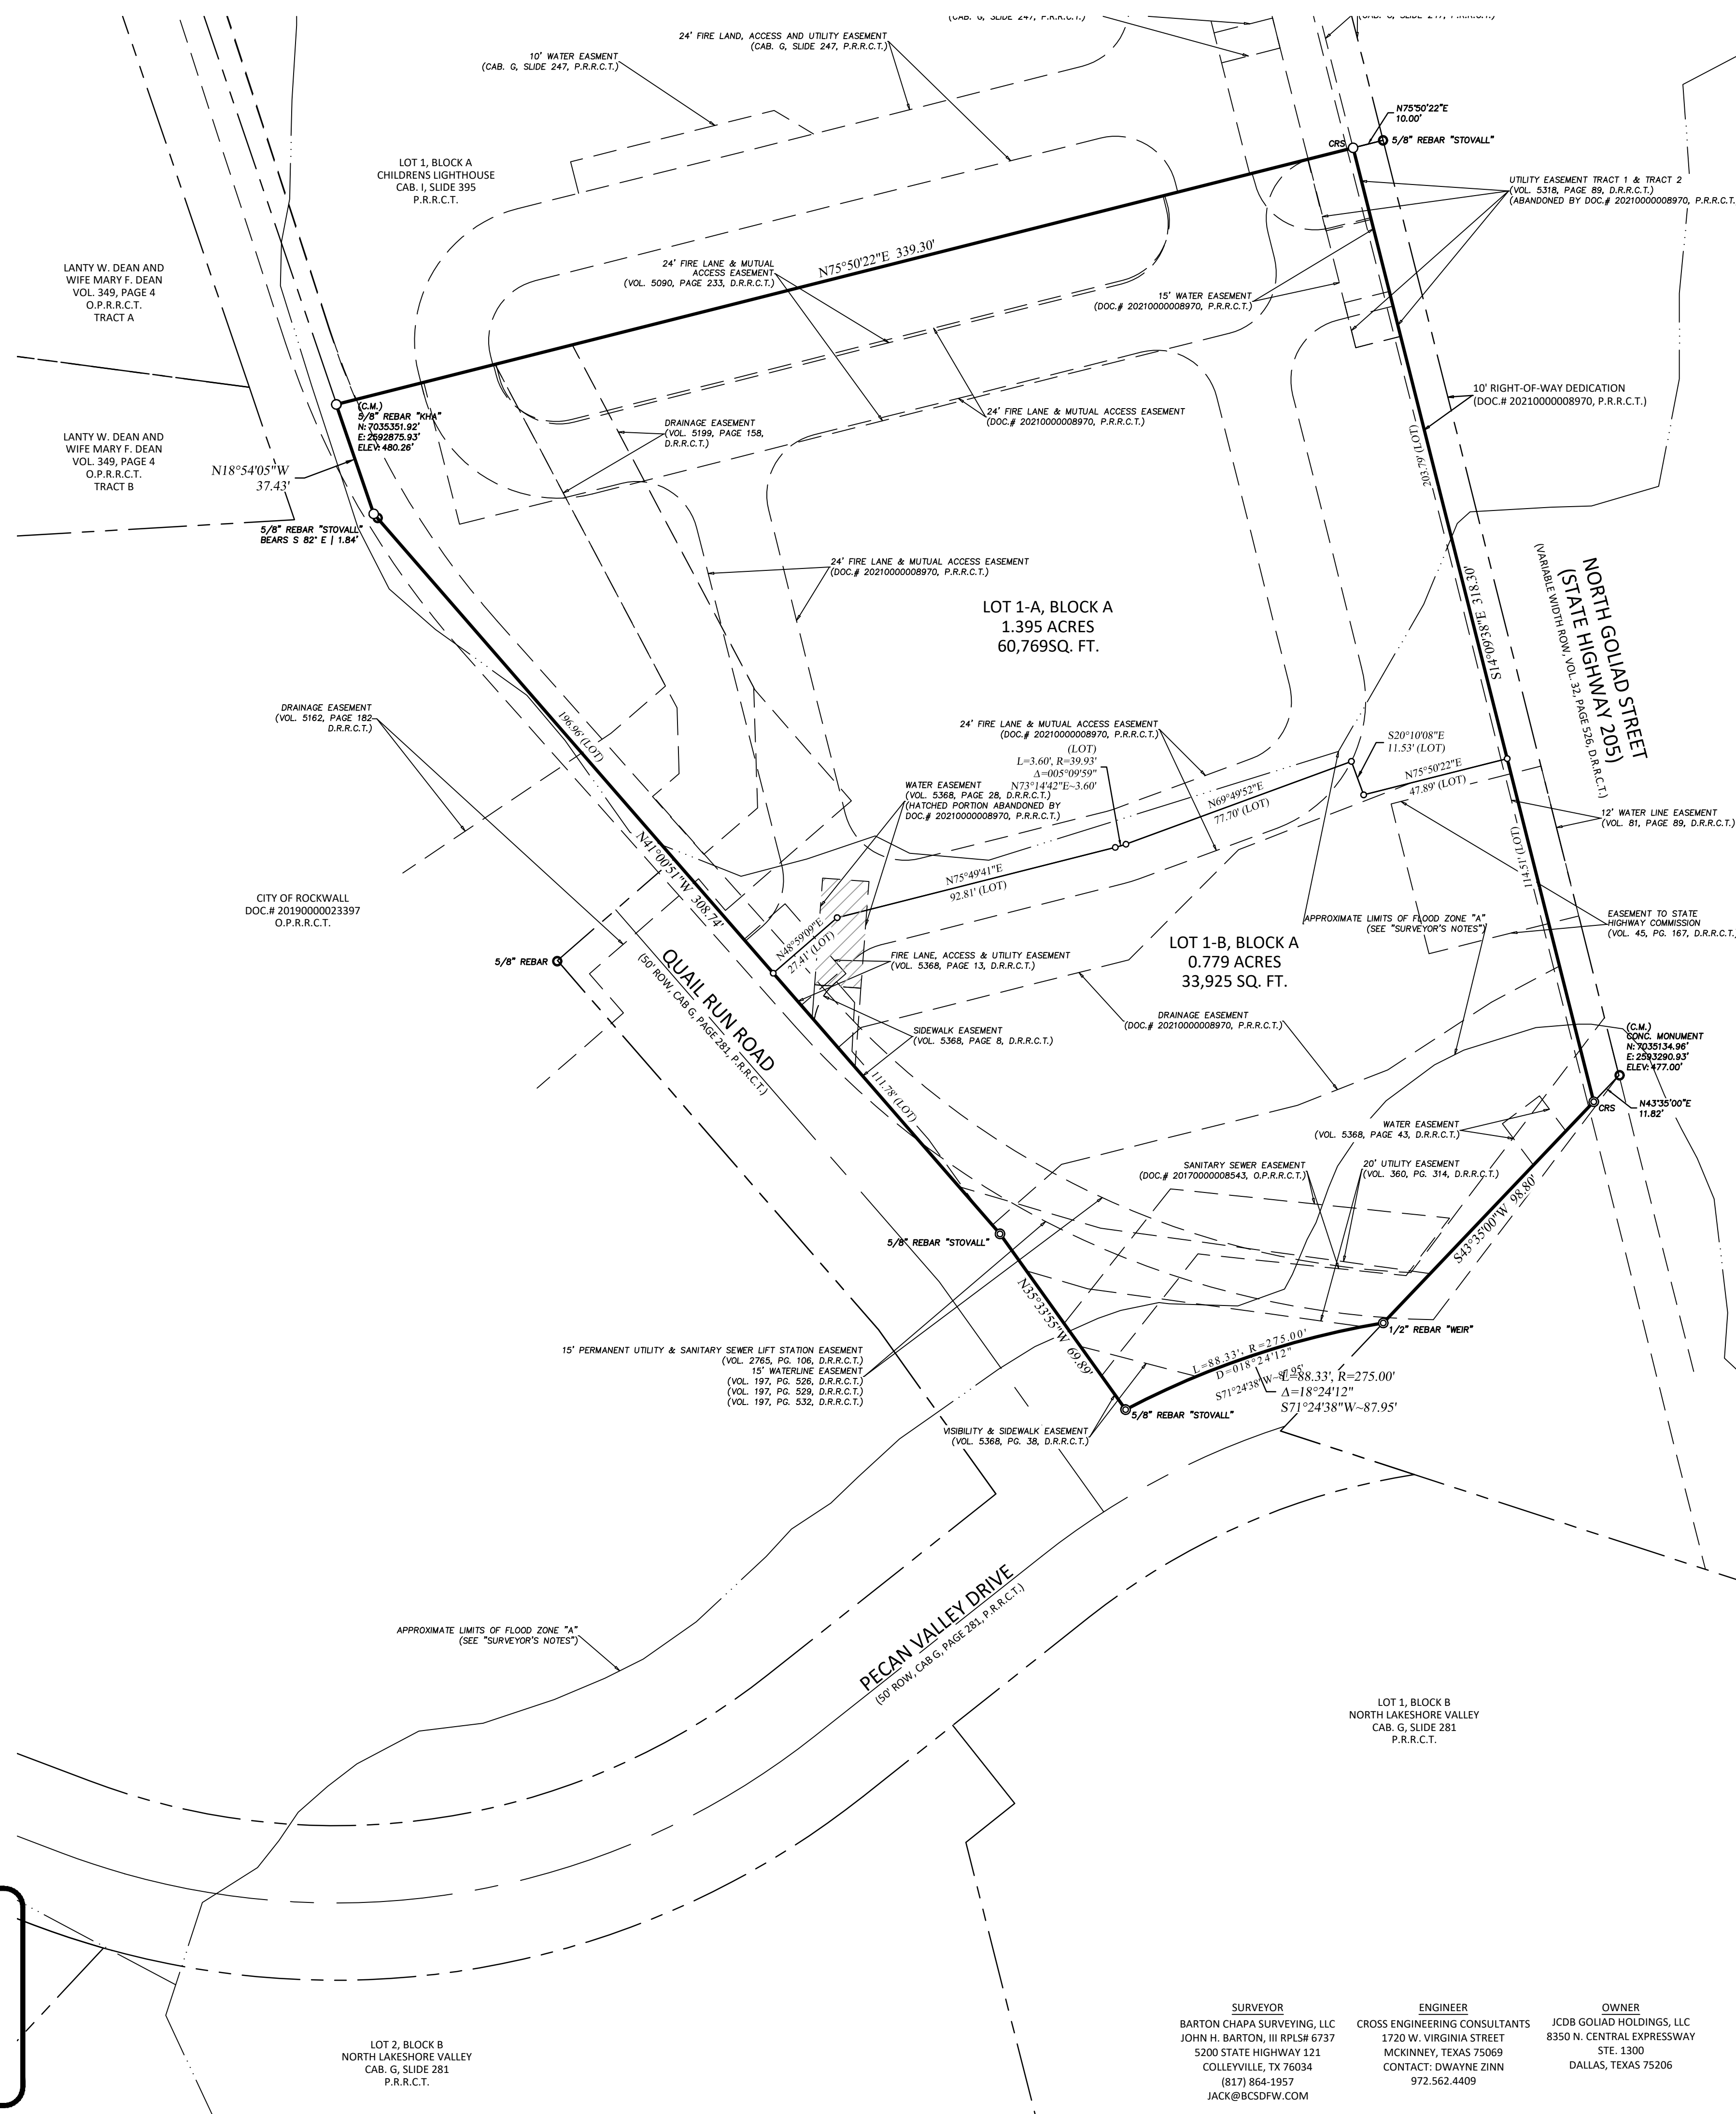 (CAB. G, SLIDE 247, P.R.R.C.T.)
24' FIRE LAND, ACCESS AND UTILITY EASEMENT
(CAB. G, SLIDE 247, P.R.R.C.T.)
10' WATER EASMENT
(CAB. G, SLIDE 247, P.R.R.C.T.)
N75°50'22"E
10.00'
CRS
5/8" REBAR "STOVALL"
LOT 1, BLOCK A
CHILDRENS LIGHTHOUSE
CAB. I, SLIDE 395
P.R.R.C.T.
UTILITY EASEMENT TRACT 1 & TRACT 2
(VOL. 5318, PAGE 89, D.R.R.C.T.)
(ABANDONED BY DOC.# 20210000008970, P.R.R.C.T.
N75°50'22"E 339.30'
LANTY W. DEAN AND
WIFE MARY F. DEAN
VOL. 349, PAGE 4
O.P.R.R.C.T.
TRACT A
24' FIRE LANE & MUTUAL
ACCESS EASEMENT
(VOL. 5090, PAGE 233, D.R.R.C.T.)
15' WATER EASEMENT
(DOC.# 20210000008970, P.R.R.C.T.)
10' RIGHT-OF-WAY DEDICATION
(DOC.# 20210000008970, P.R.R.C.T.)
(C.M.)
5/8" REBAR "KHA"
N: 7035351.92'
E: 2592875.93'
ELEV: 480.26'
24' FIRE LANE & MUTUAL ACCESS EASEMENT
(DOC.# 20210000008970, P.R.R.C.T.)
DRAINAGE EASEMENT
(VOL. 5199, PAGE 158,
D.R.R.C.T.)
LANTY W. DEAN AND
WIFE MARY F. DEAN
VOL. 349, PAGE 4
O.P.R.R.C.T.
TRACT B
N18°54'05"W
37.43'
203.79' (LOT)
5/8" REBAR "STOVALL"
BEARS S 82° E | 1.84'
24' FIRE LANE & MUTUAL ACCESS EASEMENT
(DOC.# 20210000008970, P.R.R.C.T.)
LOT 1-A, BLOCK A
1.395 ACRES
60,769SQ. FT.
S14°09'38"E 318.30'
NORTH GOLIAD STREET
(STATE HIGHWAY 205)
(VARIABLE WIDTH ROW, VOL. 32, PAGE 526, D.R.R.C.T.)
DRAINAGE EASEMENT
(VOL. 5162, PAGE 182
D.R.R.C.T.)
196.96' (LOT)
24' FIRE LANE & MUTUAL ACCESS EASEMENT
(DOC.# 20210000008970, P.R.R.C.T.)
(LOT)
L=3.60', R=39.93'
Δ=005°09'59"
N73°14'42"E~3.60'
S20°10'08"E
11.53' (LOT)
N75°50'22"E
47.89' (LOT)
N69°49'52"E
77.70' (LOT)
WATER EASEMENT
(VOL. 5368, PAGE 28, D.R.R.C.T.)
(HATCHED PORTION ABANDONED BY
DOC.# 20210000008970, P.R.R.C.T.)
12' WATER LINE EASEMENT
(VOL. 81, PAGE 89, D.R.R.C.T.)
N41°00'51"W 308.74'
N75°49'41"E
92.81' (LOT)
114.51' (LOT)
CITY OF ROCKWALL
DOC.# 20190000023397
O.P.R.R.C.T.
APPROXIMATE LIMITS OF FLOOD ZONE "A"
(SEE "SURVEYOR'S NOTES")
EASEMENT TO STATE
HIGHWAY COMMISSION
(VOL. 45, PG. 167, D.R.R.C.T.
N48°59'09"E
27.41' (LOT)
LOT 1-B, BLOCK A
0.779 ACRES
33,925 SQ. FT.
5/8" REBAR
FIRE LANE, ACCESS & UTILITY EASEMENT
(VOL. 5368, PAGE 13, D.R.R.C.T.)
QUAIL RUN ROAD
(50' ROW, CAB G, PAGE 281, P.R.R.C.T.)
DRAINAGE EASEMENT
(DOC.# 20210000008970, P.R.R.C.T.)
SIDEWALK EASEMENT
(VOL. 5368, PAGE 8, D.R.R.C.T.)
(C.M.)
CONC. MONUMENT
N: 7035134.96'
E: 2593290.93'
ELEV: 477.00'
111.78' (LOT)
CRS
N43°35'00"E
11.82'
WATER EASEMENT
(VOL. 5368, PAGE 43, D.R.R.C.T.)
SANITARY SEWER EASEMENT
(DOC.# 20170000008543, O.P.R.R.C.T.)
20' UTILITY EASEMENT
(VOL. 360, PG. 314, D.R.R.C.T.)
S43°35'00"W 98.80'
5/8" REBAR "STOVALL"
N35°33'55"W 69.89'
1/2" REBAR "WEIR"
15' PERMANENT UTILITY & SANITARY SEWER LIFT STATION EASEMENT
(VOL. 2765, PG. 106, D.R.R.C.T.)
15' WATERLINE EASEMENT
(VOL. 197, PG. 526, D.R.R.C.T.)
(VOL. 197, PG. 529, D.R.R.C.T.)
(VOL. 197, PG. 532, D.R.R.C.T.)
L=88.33', R=275.00'
D=018°24'12"
S71°24'38"W~87.95'
L=88.33', R=275.00'
Δ=18°24'12"
S71°24'38"W~87.95'
5/8" REBAR "STOVALL"
VISIBILITY & SIDEWALK EASEMENT
(VOL. 5368, PG. 38, D.R.R.C.T.)
PECAN VALLEY DRIVE
(50' ROW, CAB G, PAGE 281, P.R.R.C.T.)
APPROXIMATE LIMITS OF FLOOD ZONE "A"
(SEE "SURVEYOR'S NOTES")
LOT 1, BLOCK B
NORTH LAKESHORE VALLEY
CAB. G, SLIDE 281
P.R.R.C.T.
LOT 2, BLOCK B
NORTH LAKESHORE VALLEY
CAB. G, SLIDE 281
P.R.R.C.T.
SURVEYOR
BARTON CHAPA SURVEYING, LLC
JOHN H. BARTON, III RPLS# 6737
5200 STATE HIGHWAY 121
COLLEYVILLE, TX 76034
(817) 864-1957
JACK@BCSDFW.COM
ENGINEER
CROSS ENGINEERING CONSULTANTS
1720 W. VIRGINIA STREET
MCKINNEY, TEXAS 75069
CONTACT: DWAYNE ZINN
972.562.4409
OWNER
JCDB GOLIAD HOLDINGS, LLC
8350 N. CENTRAL EXPRESSWAY
STE. 1300
DALLAS, TEXAS 75206